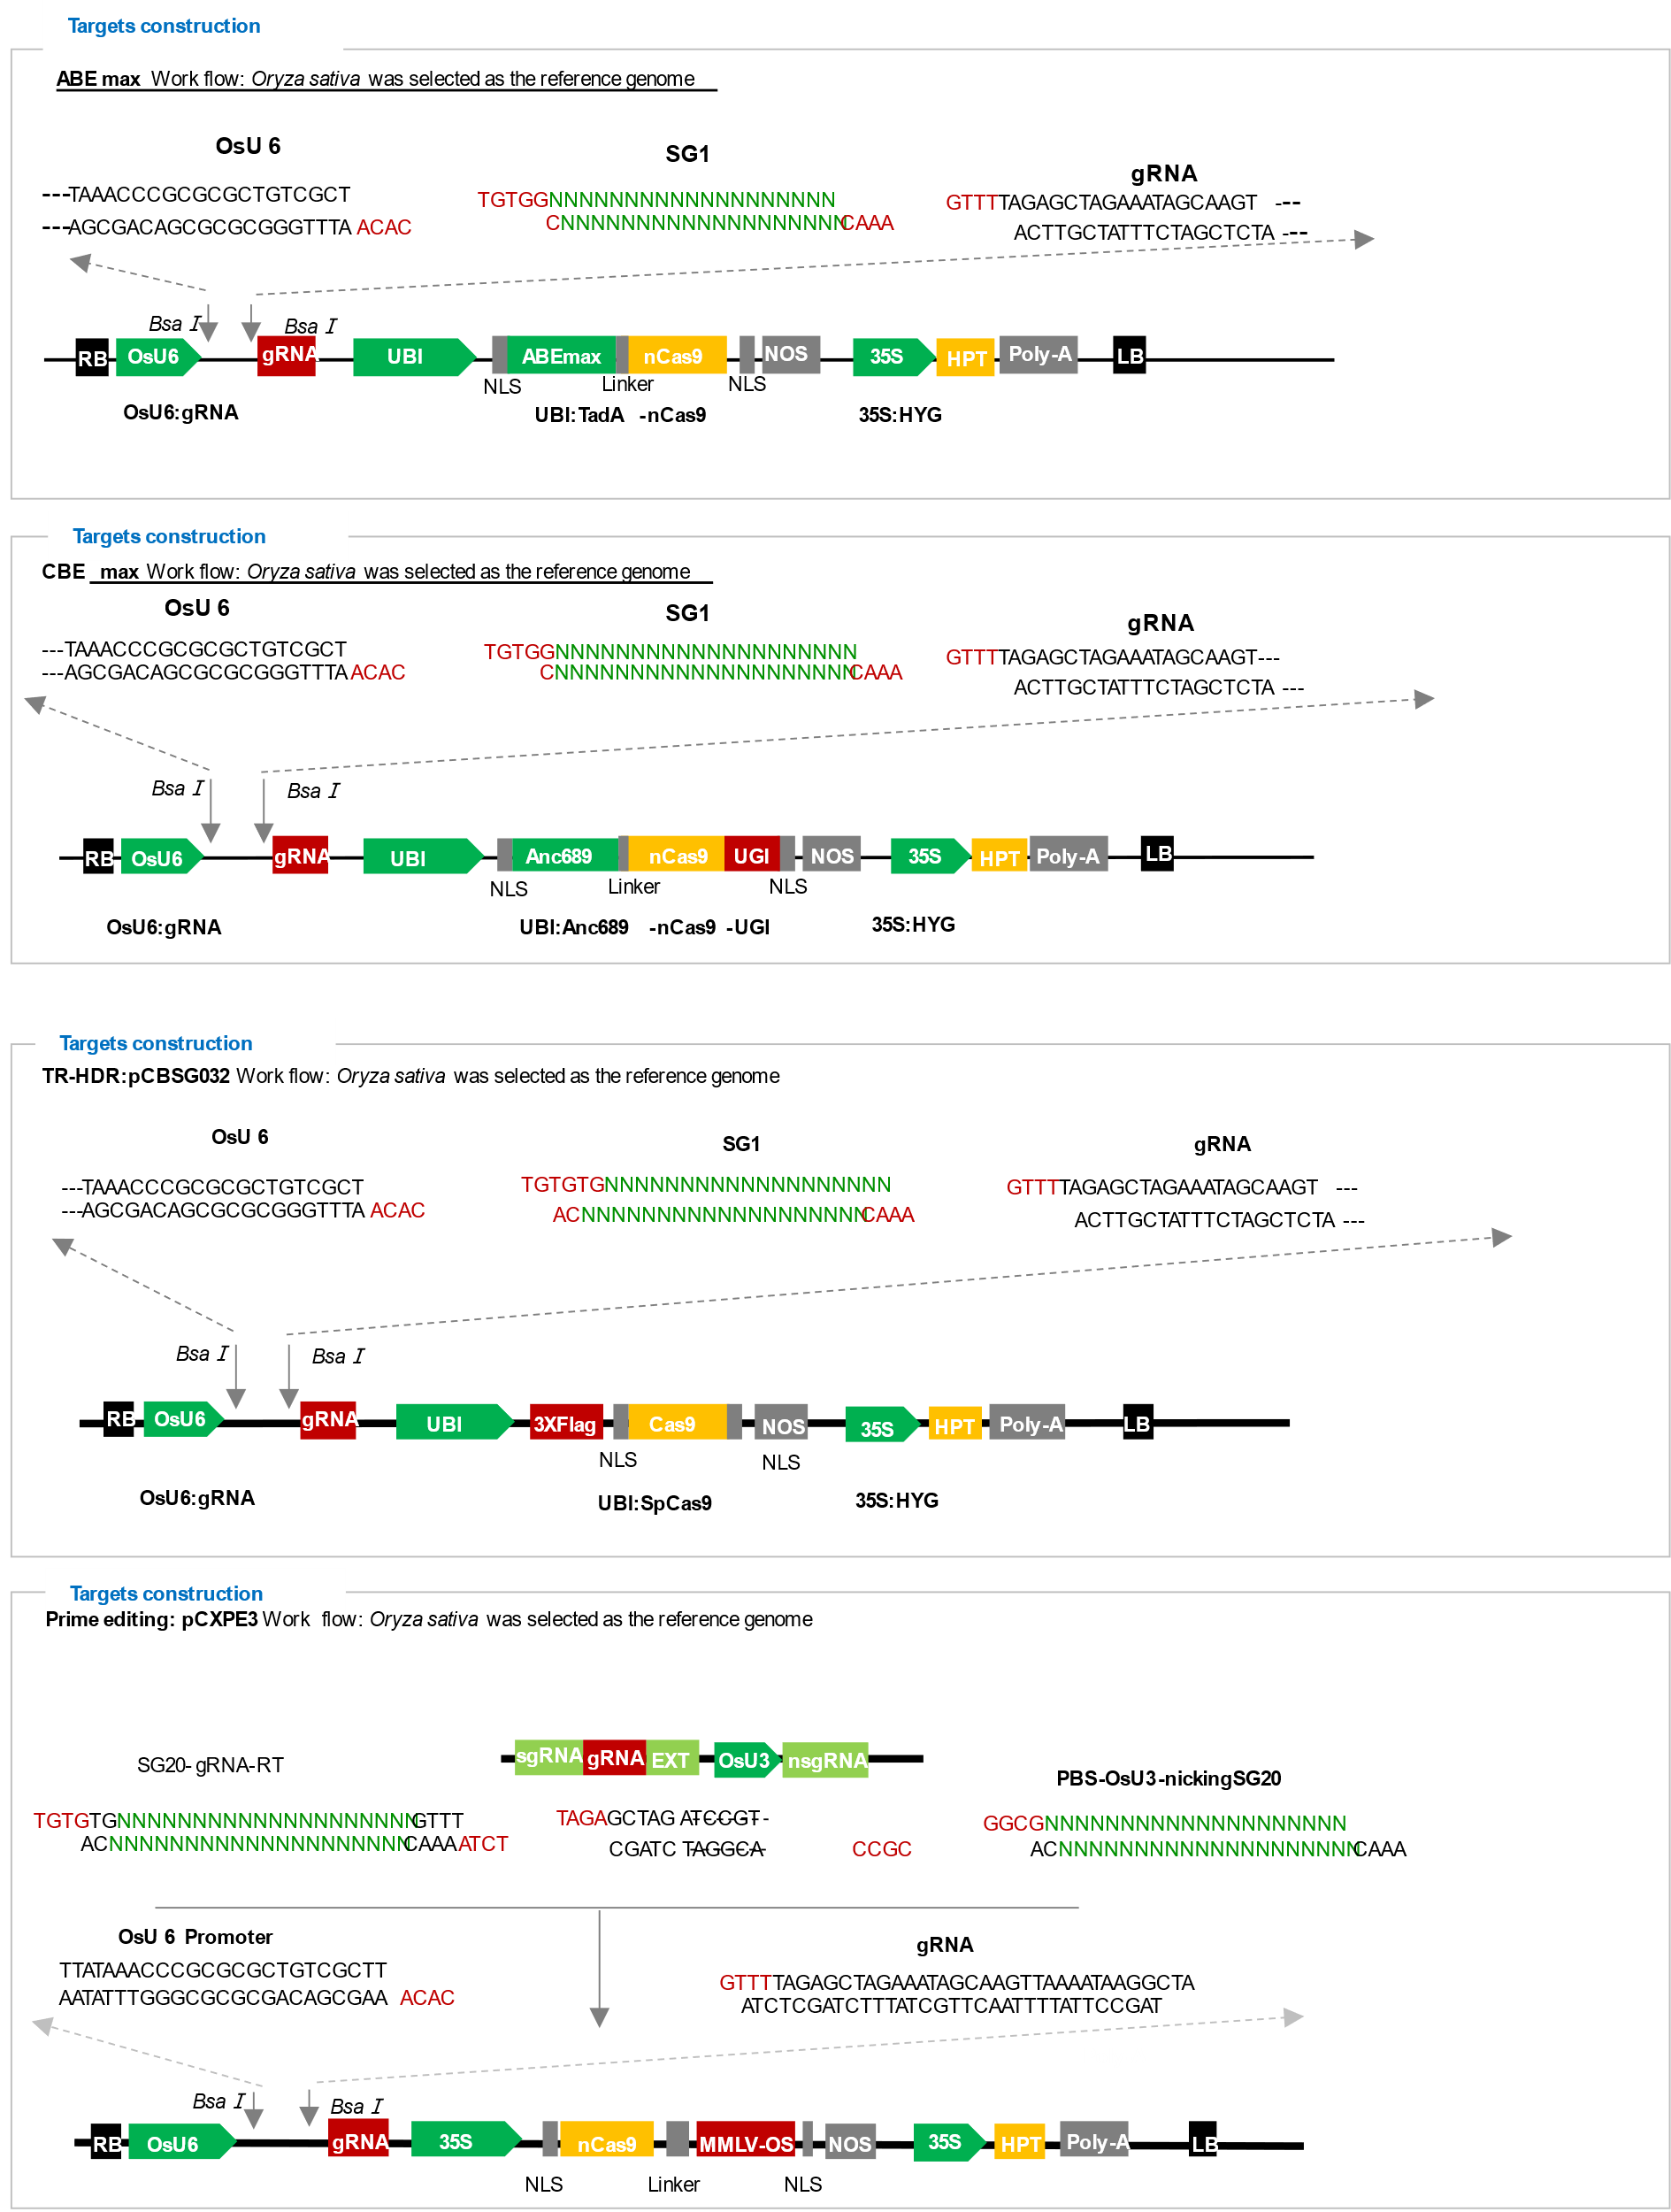 Targets construction
ABE max Work flow: Oryza sativa was selected as the reference genome
OsU 6
SG1
gRNA
---TAAACCCGCGCGCTGTCGCT
TGTGGNNNNNNNNNNNNNNNNNNN
GTTTTAGAGCTAGAAATAGCAAGT ---
---AGCGACAGCGCGCGGGTTTA ACAC
CNNNNNNNNNNNNNNNNNNNCAAA
ACTTGCTATTTCTAGCTCTA ---
Bsa I
Bsa I
RB OsU6 gRNA UBI ABEmax nCas9 NOS 35S HPT Poly-A LB
NLS Linker NLS
OsU6:gRNA UBI:TadA -nCas9 35S:HYG
Targets construction
CBE max Work flow: Oryza sativa was selected as the reference genome
OsU 6
SG1
gRNA
---TAAACCCGCGCGCTGTCGCT
TGTGGNNNNNNNNNNNNNNNNNNNN
GTTTTAGAGCTAGAAATAGCAAGT---
---AGCGACAGCGCGCGGGTTTA ACAC
CNNNNNNNNNNNNNNNNNNNNCAAA
ACTTGCTATTTCTAGCTCTA ---
Bsa I
Bsa I
RB OsU6 gRNA UBI Anc689 nCas9 UGI NOS 35S HPT Poly-A LB
NLS Linker NLS
OsU6:gRNA UBI:Anc689 -nCas9 -UGI 35S:HYG
Targets construction
TR-HDR:pCBSG032 Work flow: Oryza sativa was selected as the reference genome
OsU 6
SG1
gRNA
---TAAACCCGCGCGCTGTCGCT
TGTGTGNNNNNNNNNNNNNNNNNNN
GTTTTAGAGCTAGAAATAGCAAGT ---
---AGCGACAGCGCGCGGGTTTA ACAC
ACNNNNNNNNNNNNNNNNNNNCAAA
ACTTGCTATTTCTAGCTCTA ---
Bsa I
Bsa I
RB OsU6 gRNA UBI 3XFlag Cas9 NOS 35S HPT Poly-A LB
NLS NLS
OsU6:gRNA UBI:SpCas9 35S:HYG
Targets construction
Prime editing: pCXPE3 Work flow: Oryza sativa was selected as the reference genome
sgRNA gRNA EXT OsU3 nsgRNA
SG20-gRNA-RT
PBS-OsU3-nickingSG20
TGTGTGNNNNNNNNNNNNNNNNNNNNGTTT
TAGAGCTAG ATCCGT-
GGCGNNNNNNNNNNNNNNNNNNNN
ACNNNNNNNNNNNNNNNNNNNNCAAAATCT
CGATC TAGGCA- CCGC
ACNNNNNNNNNNNNNNNNNNNNCAAA
OsU 6 Promoter
gRNA
TTATAAACCCGCGCGCTGTCGCTT
GTTTTAGAGCTAGAAATAGCAAGTTAAAATAAGGCTA
AATATTTGGGCGCGCGACAGCGAA ACAC
ATCTCGATCTTTATCGTTCAATTTTATTCCGAT
Bsa I
Bsa I
RB OsU6 gRNA 35S nCas9 MMLV-OS NOS 35S HPT Poly-A LB
NLS Linker NLS